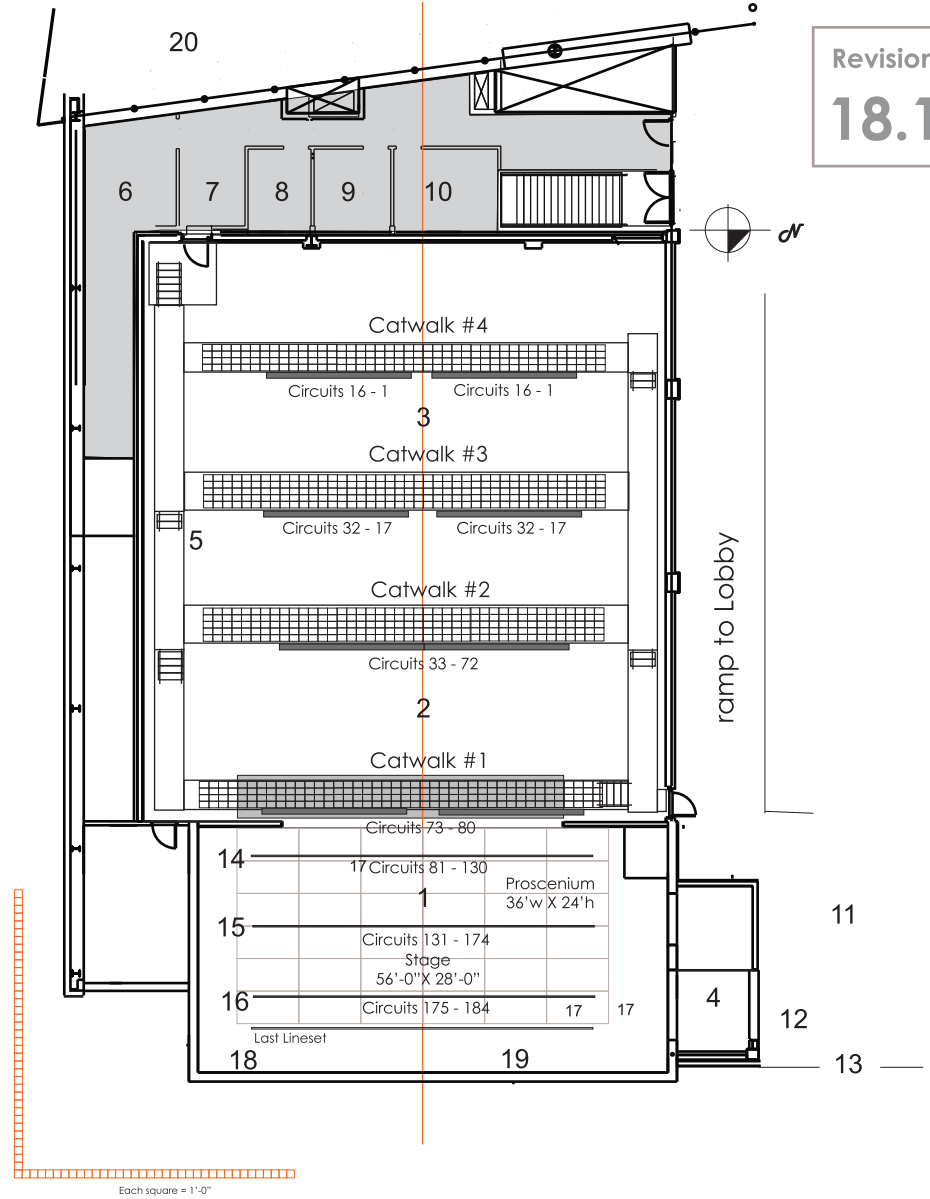 20
Revision
18.1
6
7
8
9
10
N
Catwalk #4
Circuits 16 - 1
Circuits 16 - 1
3
Catwalk #3
Circuits 32 - 17
Circuits 32 - 17
5
Catwalk #2
ramp to Lobby
Circuits 33 - 72
2
Catwalk #1
Circuits 73 - 80
14
17 Circuits 81 - 130
1
Proscenium
36'w X 24'h
11
15
Circuits 131 - 174
Stage
56'-0"X 28'-0"
16
Circuits 175 - 184
17
17
4
12
Last Lineset
18
19
13
Each square = 1'-0"